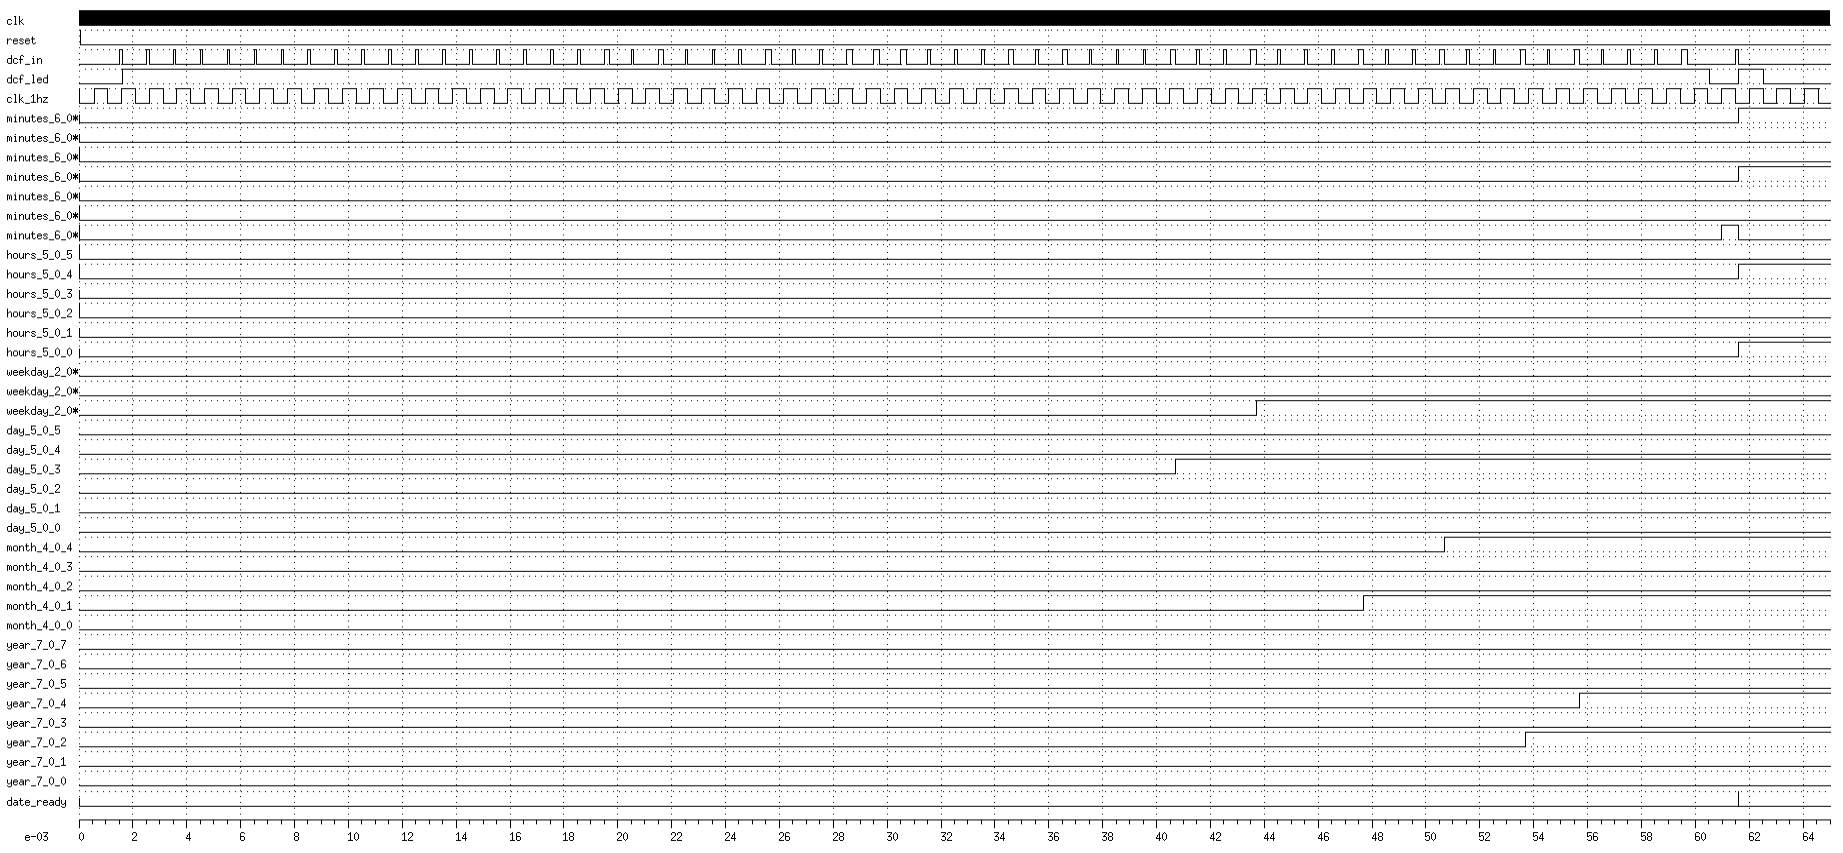 clk
reset
dcf_in
dcf_led
clk_1hz
minutes_6_0*
minutes_6_0*
minutes_6_0*
minutes_6_0*
minutes_6_0*
minutes_6_0*
minutes_6_0*
hours_5_0_5
hours_5_0_4
hours_5_0_3
hours_5_0_2
hours_5_0_1
hours_5_0_0
weekday_2_0*
weekday_2_0*
weekday_2_0*
day_5_0_5
day_5_0_4
day_5_0_3
day_5_0_2
day_5_0_1
day_5_0_0
month_4_0_4
month_4_0_3
month_4_0_2
month_4_0_1
month_4_0_0
year_7_0_7
year_7_0_6
year_7_0_5
year_7_0_4
year_7_0_3
year_7_0_2
year_7_0_1
year_7_0_0
date_ready
e-03 0 2 4 6 8 10 12 14 16 18 20 22 24 26 28 30 32 34 36 38 40 42 44 46 48 50 52 54 56 58 60 62 64